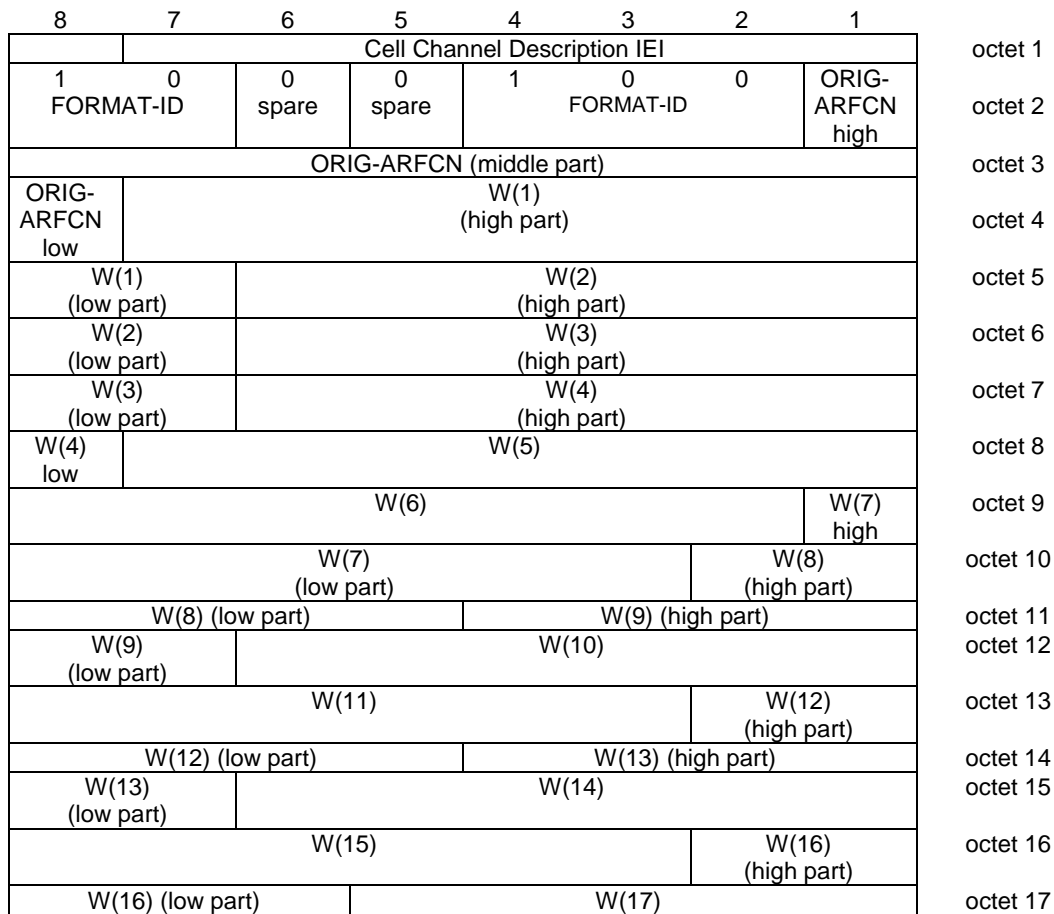 8 7 6 5 4 3 2 1
Cell Channel Description IEI octet 1
1 0 0 0 1 0 0 ORIG-
FORMAT-ID spare spare FORMAT-ID ARFCN octet 2
high
ORIG-ARFCN (middle part) octet 3
ORIG- W(1)
ARFCN (high part) octet 4
low
W(1) W(2) octet 5
(low part) (high part)
W(2) W(3) octet 6
(low part) (high part)
W(3) W(4) octet 7
(low part) (high part)
W(4) W(5) octet 8
low
W(6) W(7) octet 9
high
W(7) W(8) octet 10
(low part) (high part)
W(8) (low part) W(9) (high part) octet 11
W(9) W(10) octet 12
(low part)
W(11) W(12) octet 13
(high part)
W(12) (low part) W(13) (high part) octet 14
W(13) W(14) octet 15
(low part)
W(15) W(16) octet 16
(high part)
W(16) (low part) W(17) octet 17